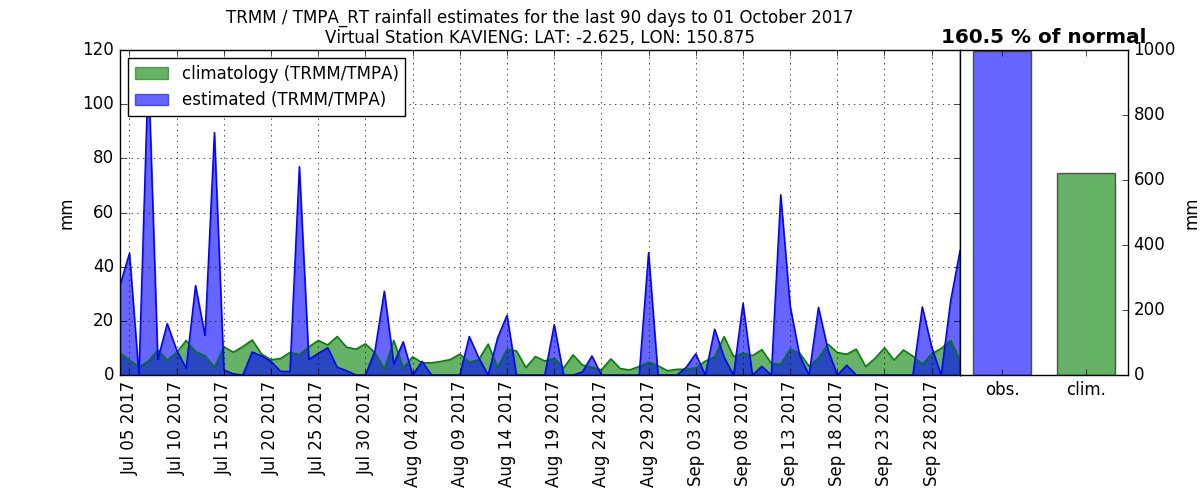 TRMM / TMPA_RT rainfall estimates for the last 90 days to 01 October 2017
Virtual Station KAVIENG: LAT: -2.625, LON: 150.875
160.5 % of normal
climatology (TRMM/TMPA)
estimated (TRMM/TMPA)
mm
120
100
80
60
40
20
0
Jul 05 2017
Jul 10 2017
Jul 15 2017
Jul 20 2017
Jul 25 2017
Jul 30 2017
Aug 04 2017
Aug 09 2017
Aug 14 2017
Aug 19 2017
Aug 24 2017
Aug 29 2017
Sep 03 2017
Sep 08 2017
Sep 13 2017
Sep 18 2017
Sep 23 2017
Sep 28 2017
obs.
clim.
1000
800
600
400
200
0
mm